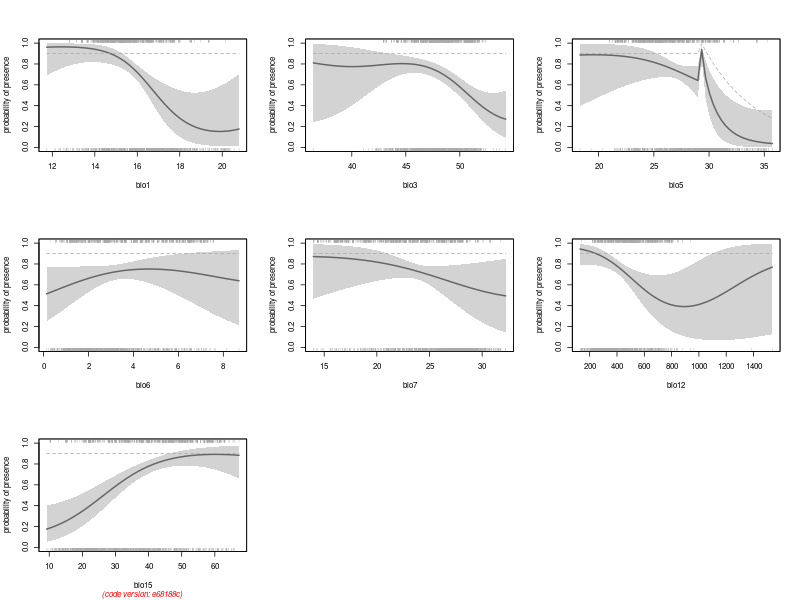 probability of presence
0.0 0.2 0.4 0.6 0.8 1.0
12 14 16 18 20
bio1
probability of presence
0.0 0.2 0.4 0.6 0.8 1.0
40 45 50
bio3
probability of presence
0.0 0.2 0.4 0.6 0.8 1.0
20 25 30 35
bio5
probability of presence
0.0 0.2 0.4 0.6 0.8 1.0
0 2 4 6 8
bio6
probability of presence
0.0 0.2 0.4 0.6 0.8 1.0
15 20 25 30
bio7
probability of presence
0.0 0.2 0.4 0.6 0.8 1.0
200 400 600 800 1000 1200 1400
bio12
probability of presence
0.0 0.2 0.4 0.6 0.8 1.0
10 20 30 40 50 60
bio15
(code version: e68188c)